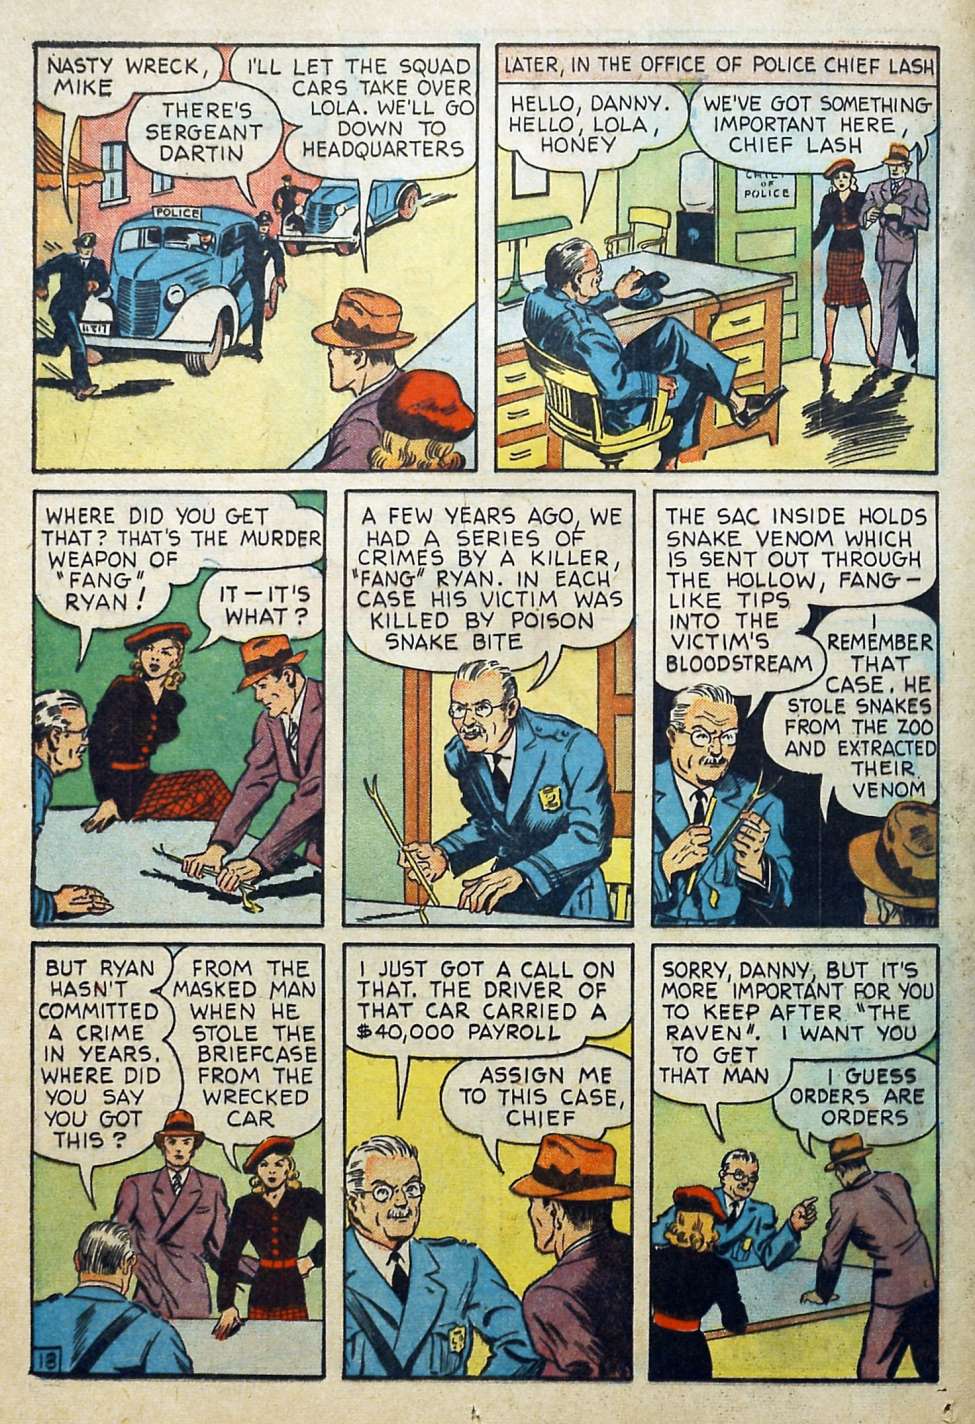 NASTY WRECK,
MIKE
THERE'S
SERGEANT
DARTIN
I'LL LET THE SQUAD
CARS TAKE OVER
LOLA. WE'LL GO
DOWN TO
HEADQUARTERS
POLICE
LATER, IN THE OFFICE OF POLICE CHIEF LASH
HELLO, DANNY.
HELLO, LOLA,
HONEY
WE'VE GOT SOMETHING
IMPORTANT HERE,
CHIEF LASH
CHIEF
OF
POLICE
WHERE DID YOU GET
THAT? THAT'S THE MURDER
WEAPON OF
"FANG"
RYAN!
IT-IT'S
WHAT?
A FEW YEARS AGO, WE
HAD A SERIES OF
CRIMES BY A KILLER,
"FANG" RYAN. IN EACH
CASE HIS VICTIM WAS
KILLED BY POISON
SNAKE BITE
2
THE SAC INSIDE HOLDS
SNAKE VENOM WHICH
IS SENT OUT THROUGH
THE HOLLOW, FANG-
LIKE TIPS
INTO THE
VICTIM'S
BLOODSTREAM
I
REMEMBER
THAT
CASE. HE
STOLE SNAKES
FROM THE ZOO
AND EXTRACTED
THEIR
VENOM
BUT RYAN
HASN'T
COMMITTED
A CRIME
IN YEARS.
WHERE DID
YOU SAY
YOU GOT
THIS?
FROM THE
MASKED MAN
WHEN HE
STOLE THE
BRIEFCASE
FROM THE
WRECKED
CAR
18
I JUST GOT A CALL ON
THAT. THE DRIVER OF
THAT CAR CARRIED A
$40,000 PAYROLL
ASSIGN ME
TO THIS CASE,
CHIEF
SORRY, DANNY, BUT IT'S
MORE IMPORTANT FOR YOU
TO KEEP AFTER "THE
RAVEN". I WANT YOU
TO GET
THAT MAN
I GUESS
ORDERS ARE
ORDERS